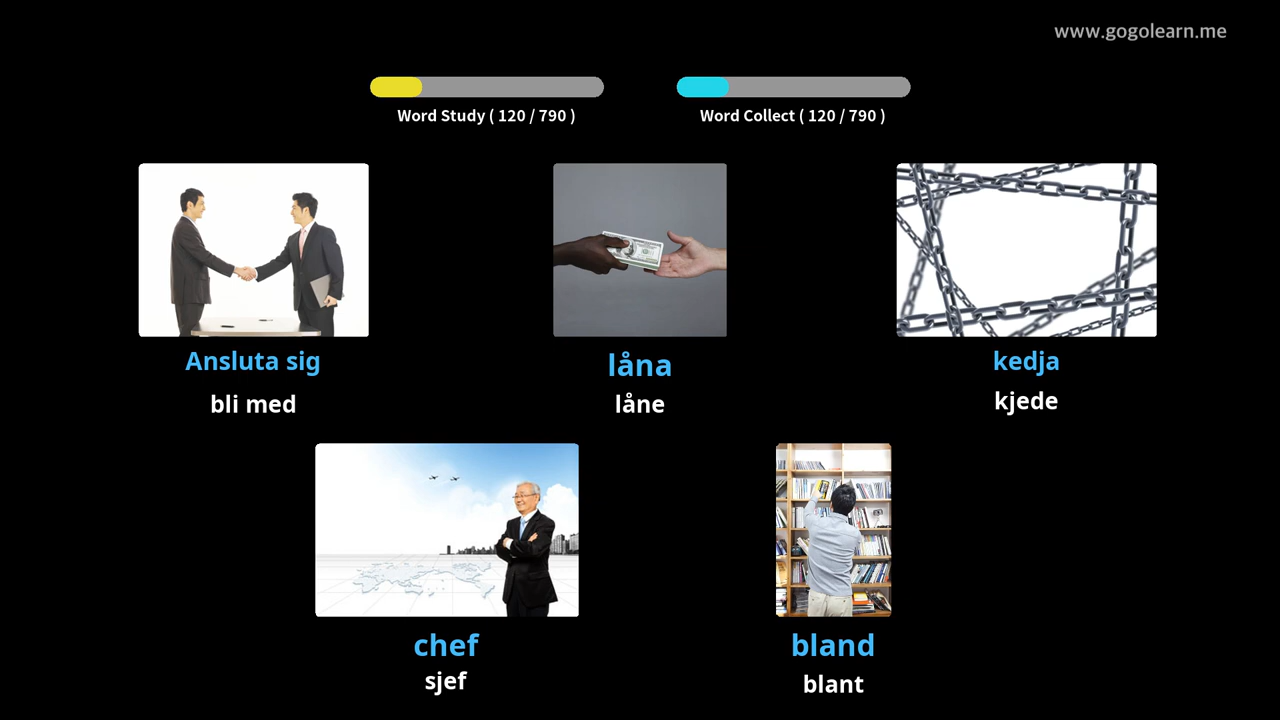 www.gogolearn.me
Word Study ( 120 / 790 )
Word Collect ( 120 / 790 )
Ansluta sig
bli med
låna
låne
kedja
kjede
chef
sjef
bland
blant